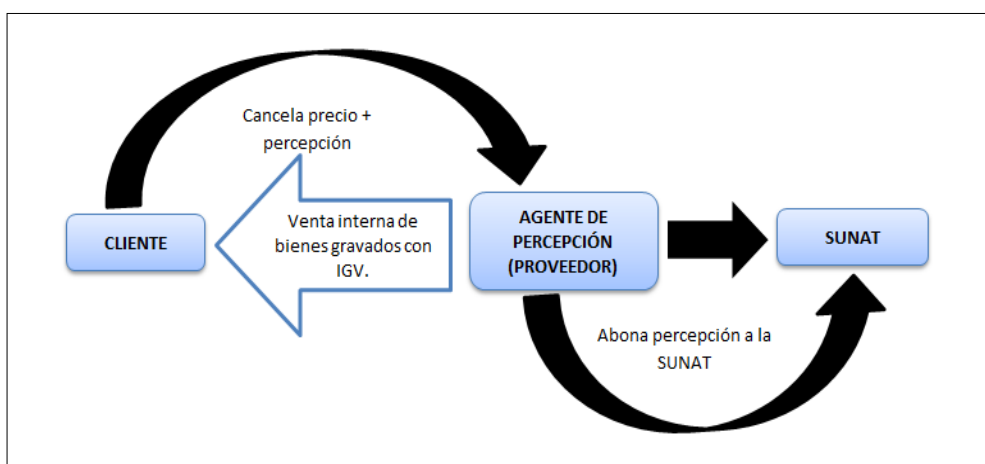 Cancela precio +
percepción
CLIENTE
Venta interna de
bienes gravados con
IGV.
AGENTE DE
PERCEPCIÓN
(PROVEEDOR)
SUNAT
Abona percepción a la
SUNAT